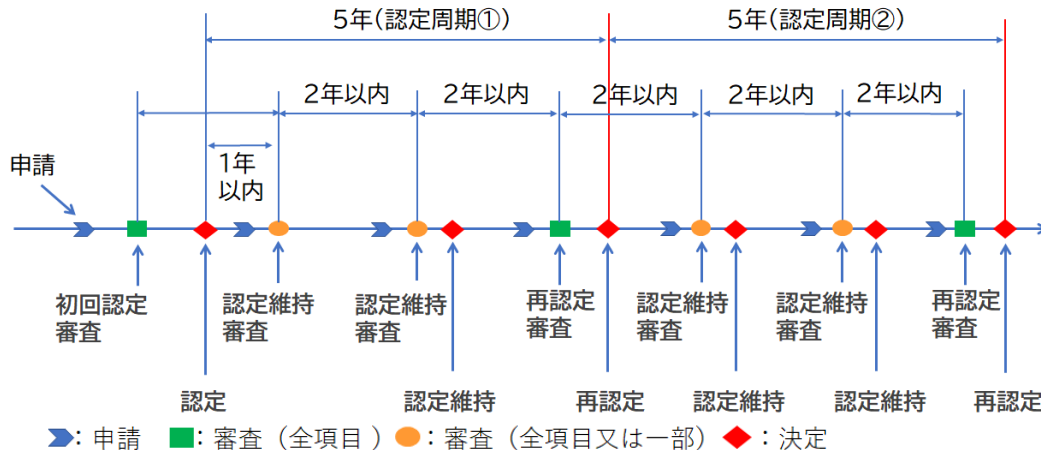 5年(認定周期①)
5年(認定周期②)
2年以内
2年以内
2年以内
2年以内
2年以内
申請
1年
以内
初回認定
審査
認定維持
審査
認定維持
審査
再認定
審査
認定維持
審査
認定維持
審査
再認定
審査
認定
認定維持
再認定
認定維持
認定維持
再認定
：申請
：審査（全項目 ）
：審査（全項目又は一部）
：決定